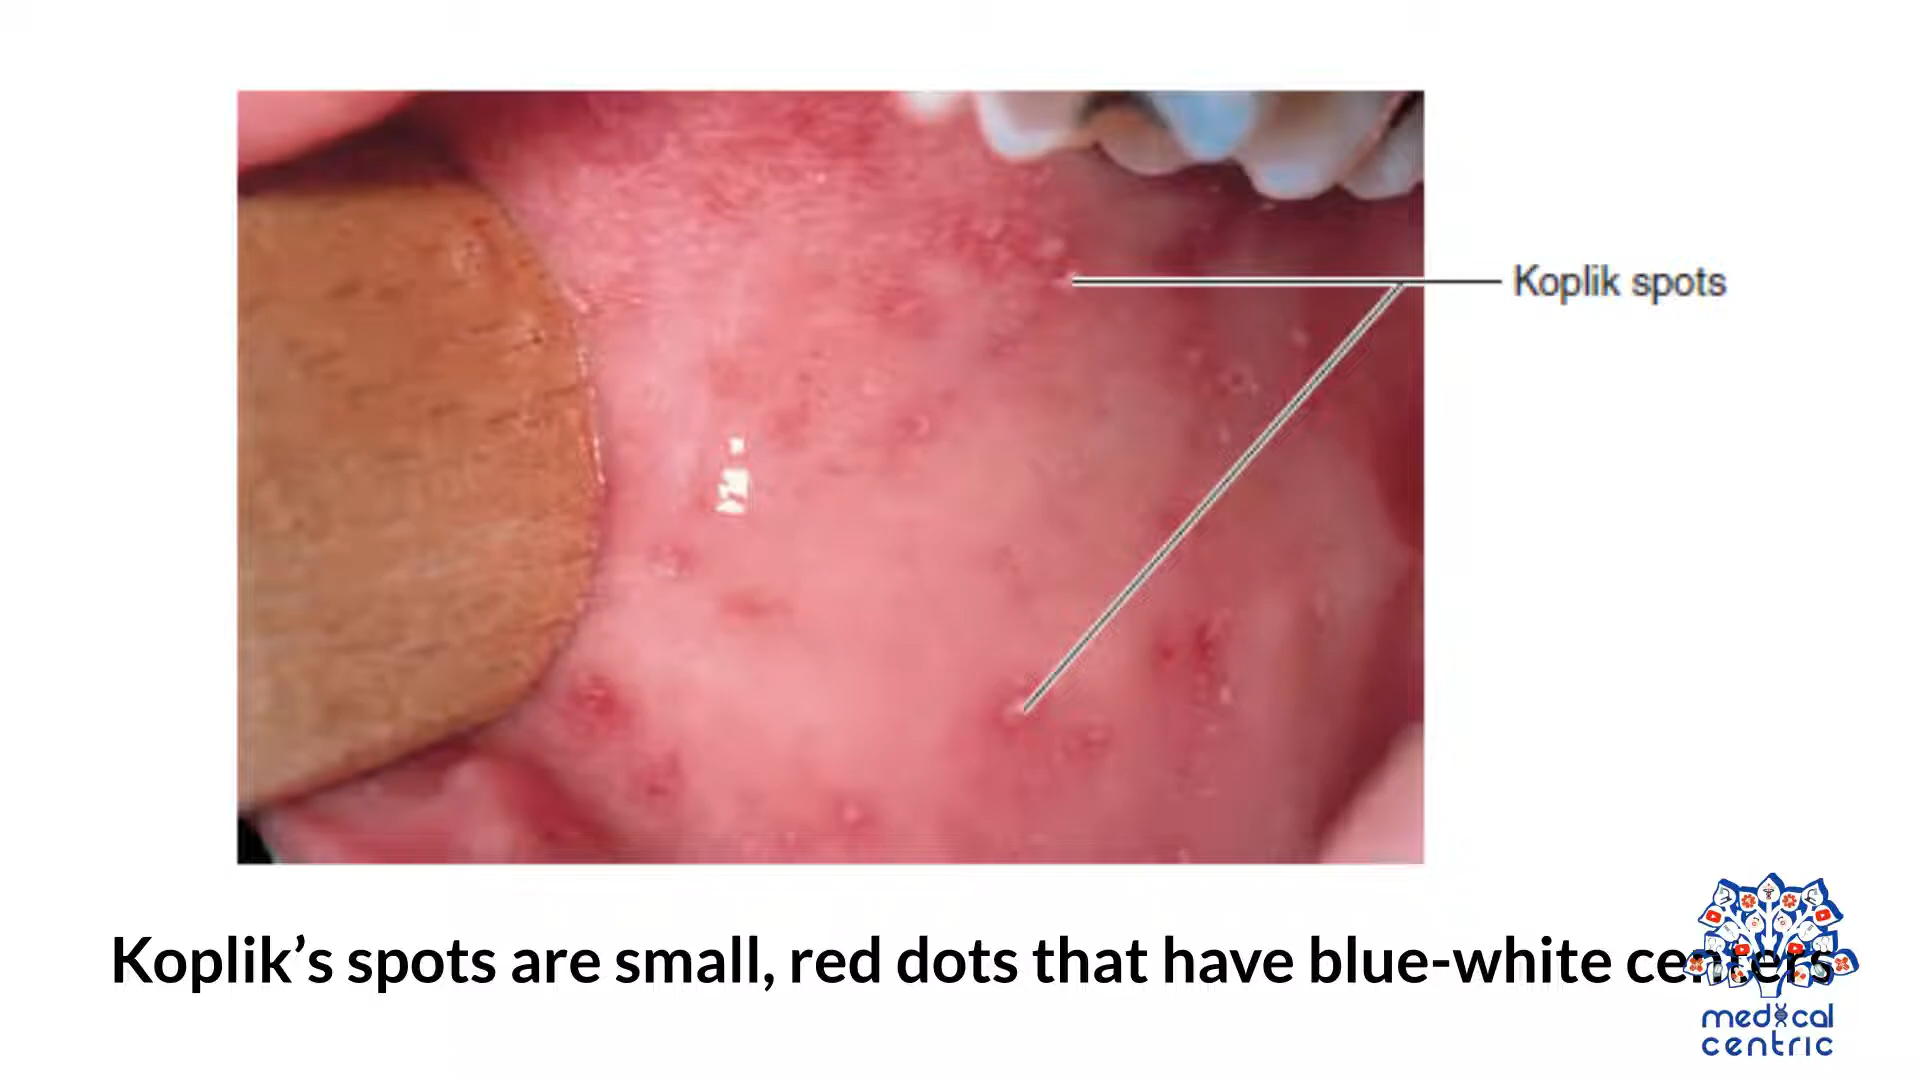 Koplik spots
Koplik’s spots are small, red dots that have blue-white centers
medical
centric